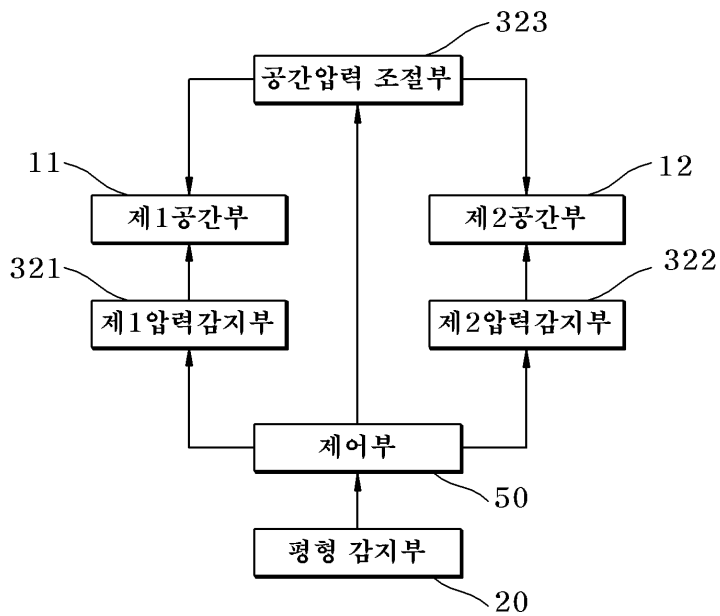 323
공간압력 조절부
11
12
제1공간부
제2공간부
321
322
제1압력감지부
제2압력감지부
제어부
50
평형 감지부
20